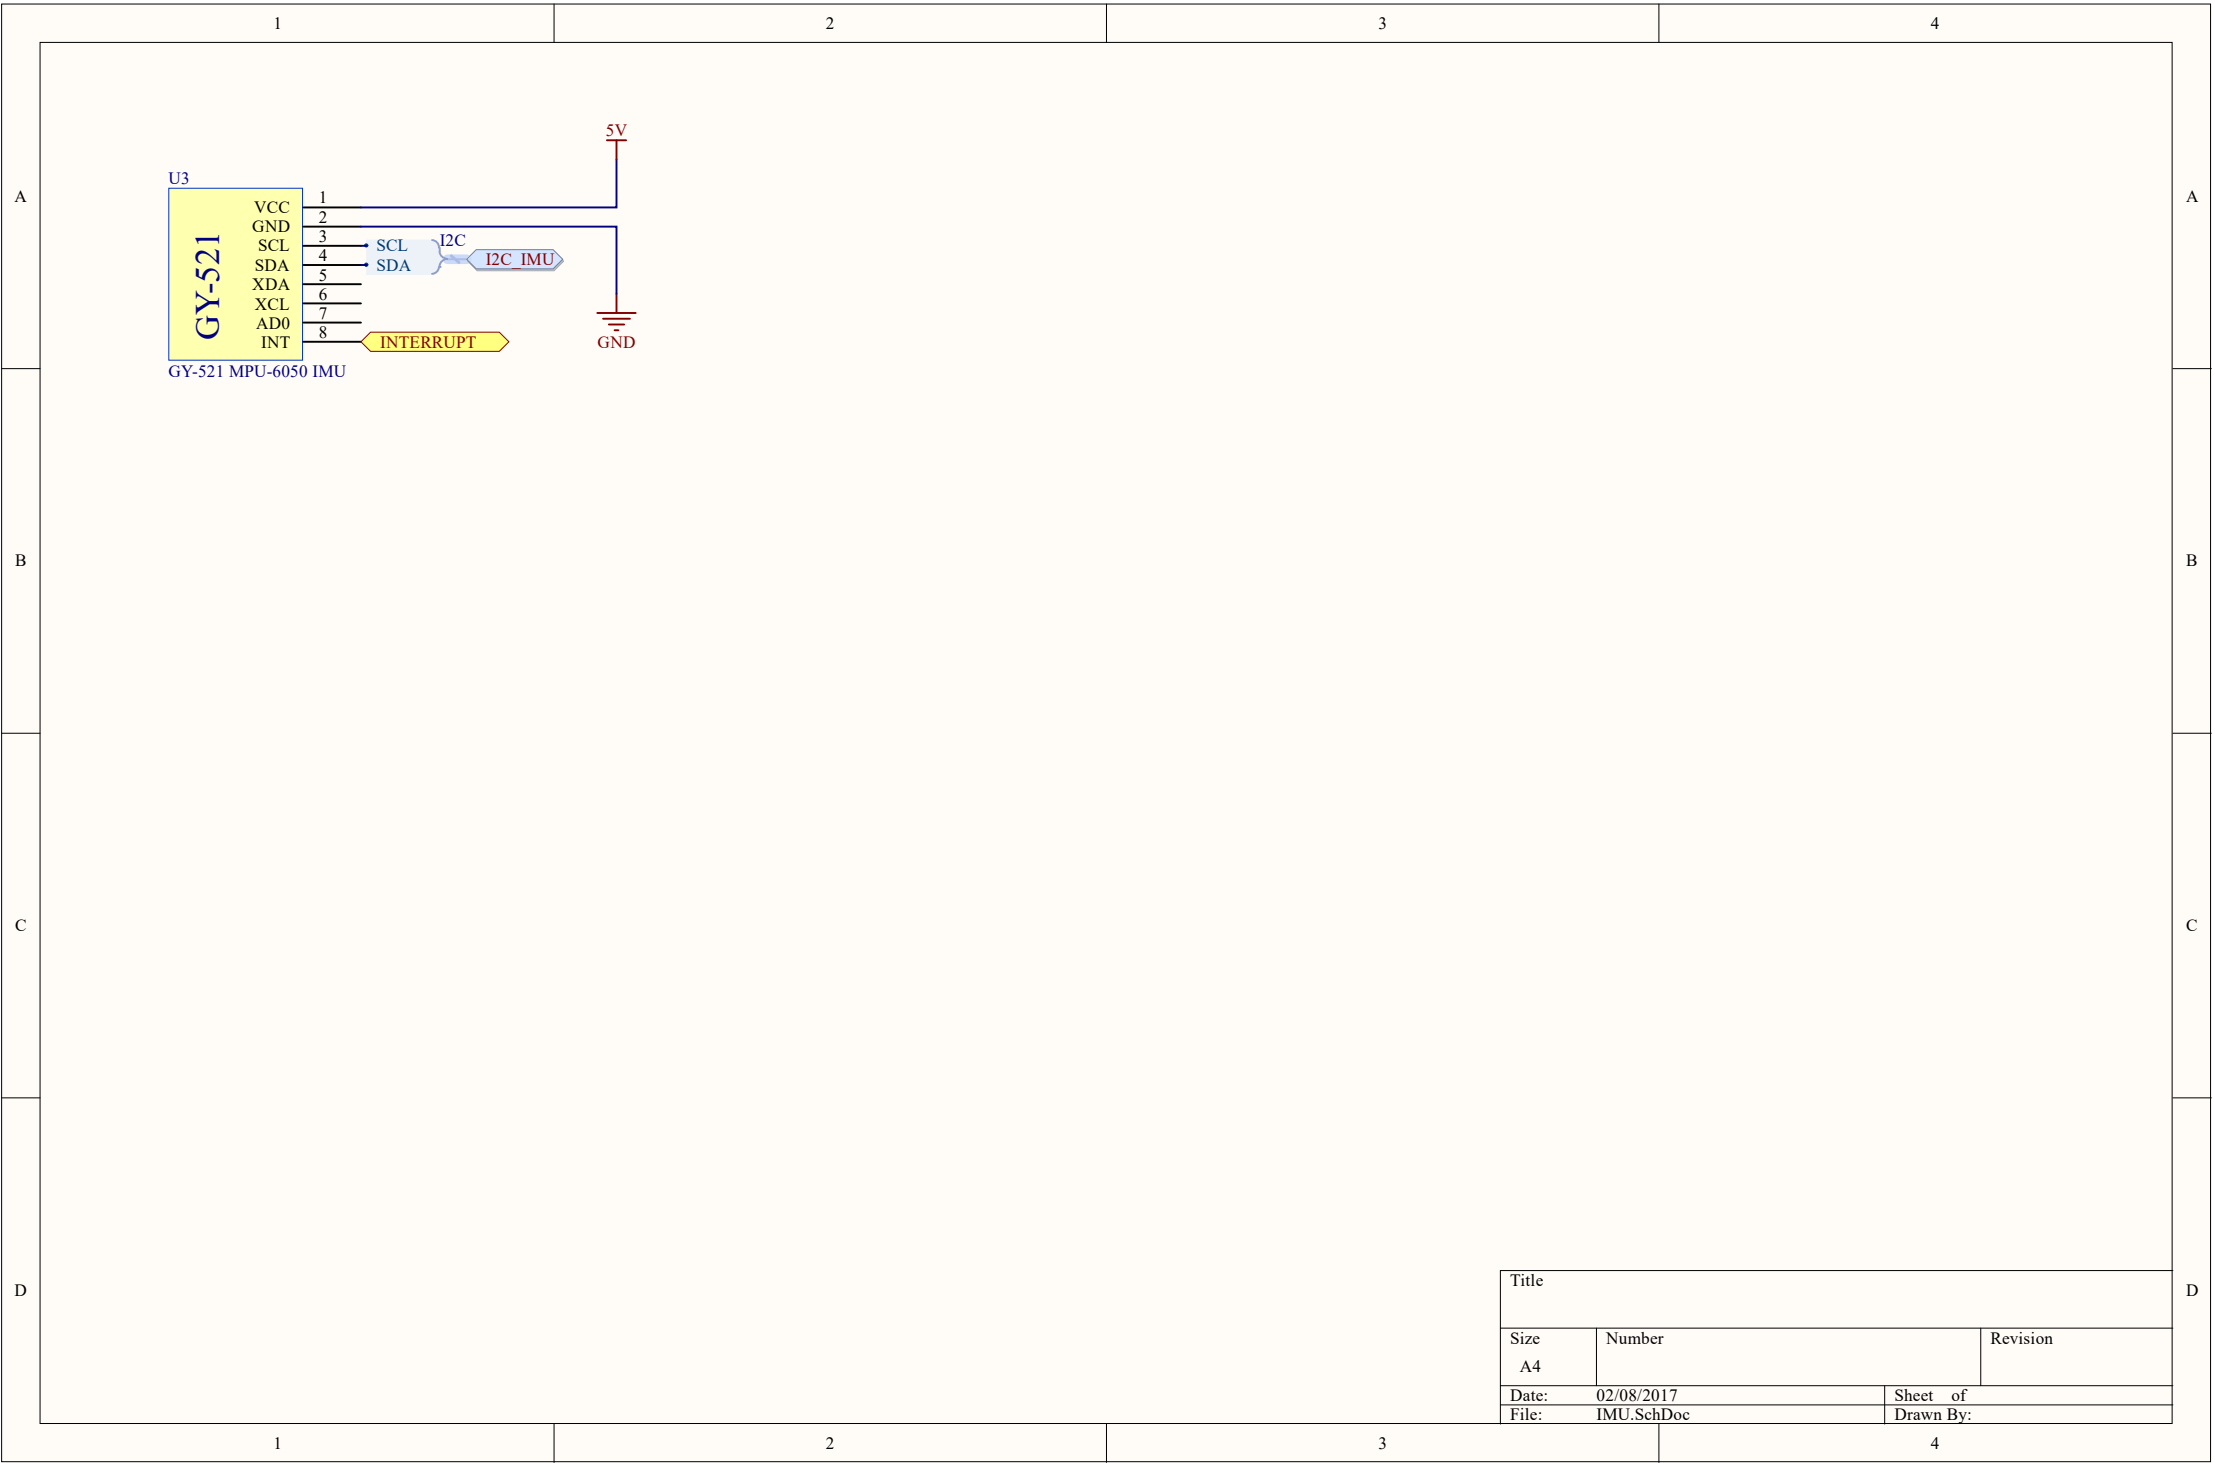 1 2 3 4
5V
U3
A A
VCC 1
GND 2
SCL 3 SCL I2C
SDA 4 SDA I2C_IMU
XDA 5
XCL 6
AD0 7
INT 8 INTERRUPT GND
GY-521
GY-521 MPU-6050 IMU
B B
C C
D D
Title
Size Number Revision
A4
Date: 02/08/2017 Sheet of
File: IMU.SchDoc Drawn By:
1 2 3 4